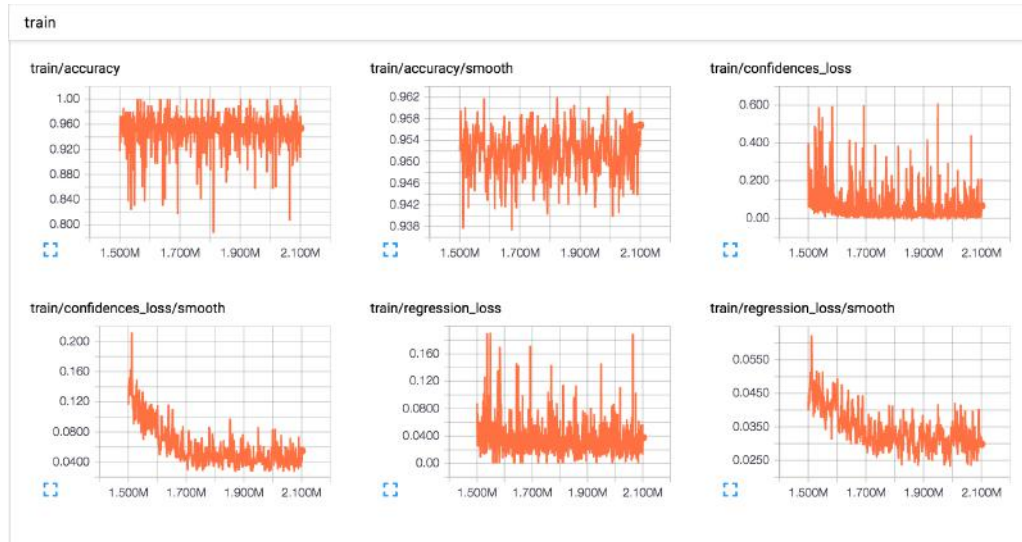 train
train/accuracy
1.00
0.960
0.920
0.880
0.840
0.800
1.500M 1.700M 1.900M 2.100M
train/accuracy/smooth
0.962
0.958
0.954
0.950
0.946
0.942
0.938
1.500M 1.700M 1.900M 2.100M
train/confidences_loss
0.600
0.400
0.200
0.00
1.500M 1.700M 1.900M 2.100M
train/confidences_loss/smooth
0.200
0.160
0.120
0.0800
0.0400
1.500M 1.700M 1.900M 2.100M
train/regression_loss
0.160
0.120
0.0800
0.0400
0.00
1.500M 1.700M 1.900M 2.100M
train/regression_loss/smooth
0.0550
0.0450
0.0350
0.0250
1.500M 1.700M 1.900M 2.100M